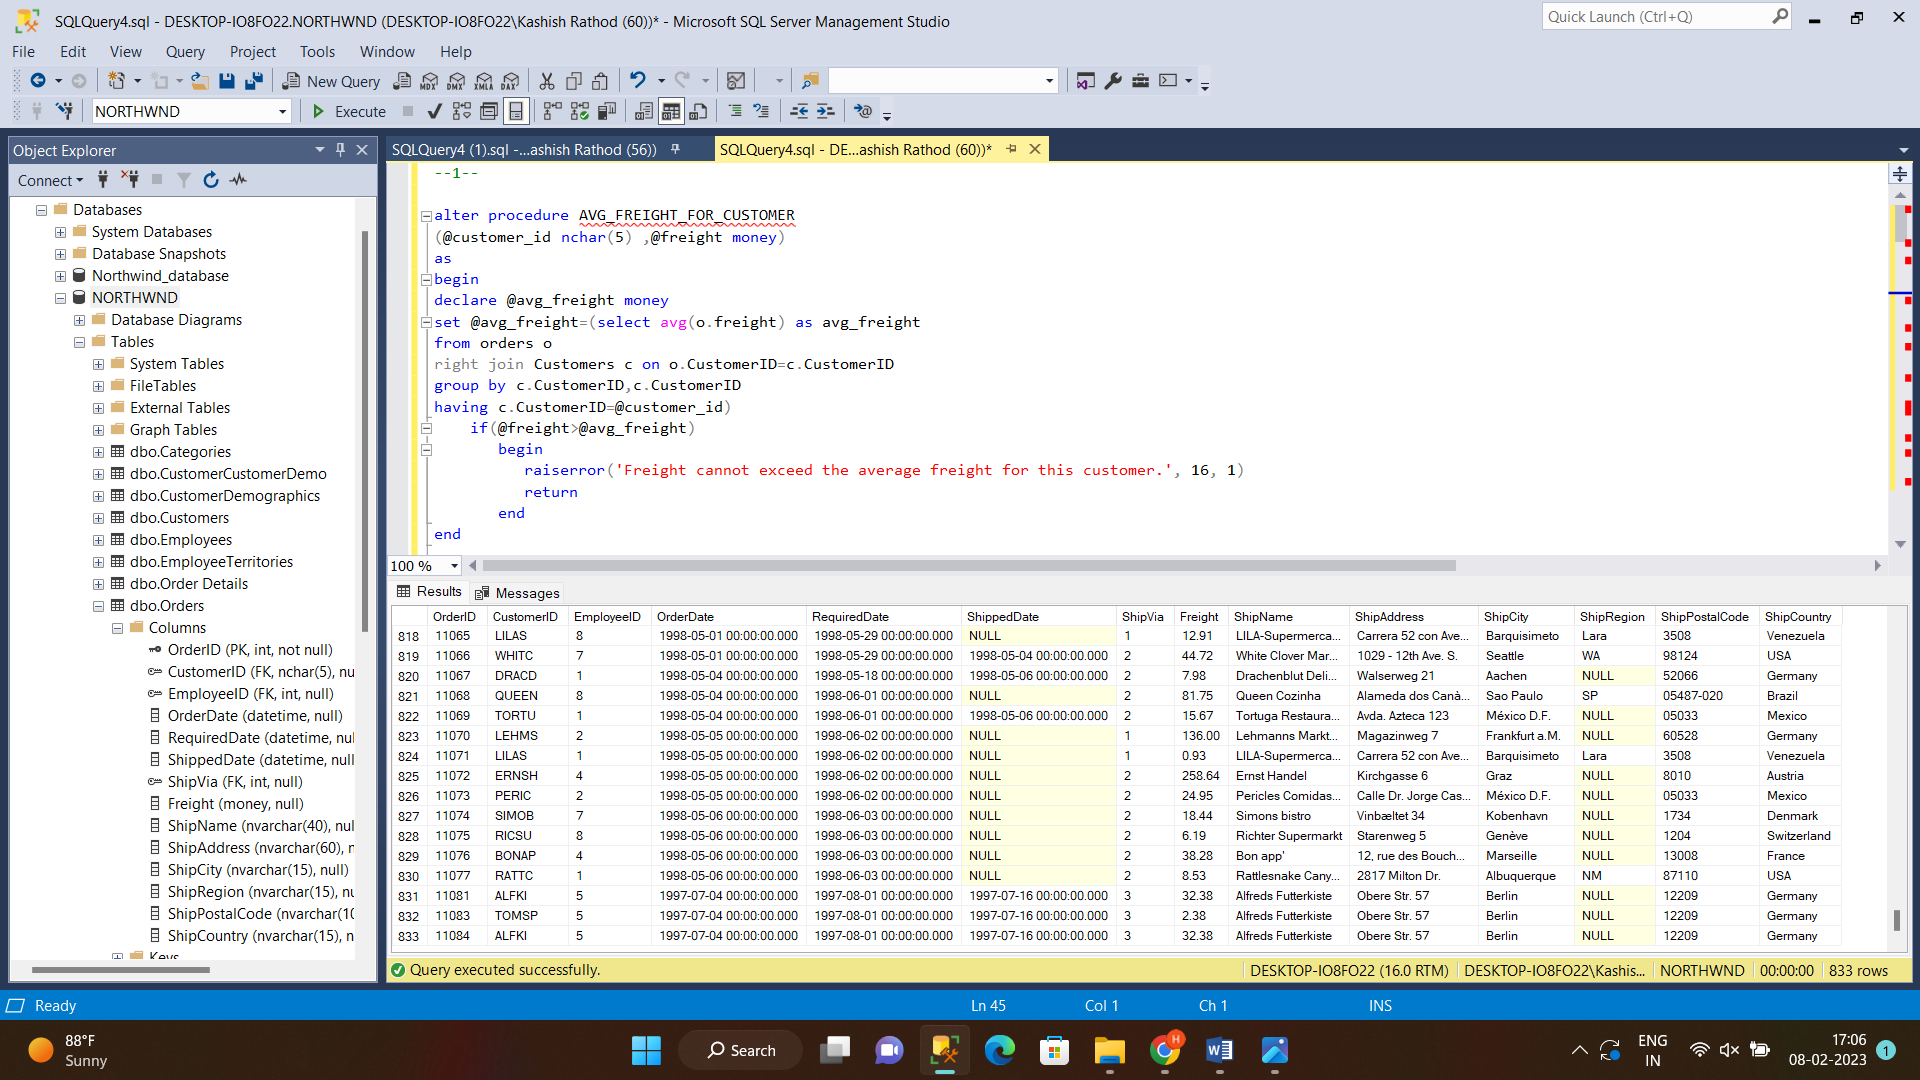 SQLQuery4.sql - DESKTOP-IO8FO22.NORTHWND (DESKTOP-IO8FO22\Kashish Rathod (60))* - Microsoft SQL Server Management Studio
Quick Launch (Ctrl+Q)
File Edit View Query Project Tools Window Help
New Query MDX DMX XMLA DAX
NORTHWND Execute
Object Explorer
SQLQuery4 (1).sql -...ashish Rathod (56))
SQLQuery4.sql - DE...ashish Rathod (60))*
Connect
Databases
System Databases
Database Snapshots
Northwind_database
NORTHWND
Database Diagrams
Tables
System Tables
FileTables
External Tables
Graph Tables
dbo.Categories
dbo.CustomerCustomerDemo
dbo.CustomerDemographics
dbo.Customers
dbo.Employees
dbo.EmployeeTerritories
dbo.Order Details
dbo.Orders
Columns
OrderID (PK, int, not null)
CustomerID (FK, nchar(5), nu
EmployeeID (FK, int, null)
OrderDate (datetime, null)
RequiredDate (datetime, nul
ShippedDate (datetime, null
ShipVia (FK, int, null)
Freight (money, null)
ShipName (nvarchar(40), nul
ShipAddress (nvarchar(60), n
ShipCity (nvarchar(15), null)
ShipRegion (nvarchar(15), nu
ShipPostalCode (nvarchar(10
ShipCountry (nvarchar(15), n
Keys
--1--
alter procedure AVG_FREIGHT_FOR_CUSTOMER
(@customer_id nchar(5) ,@freight money)
as
begin
declare @avg_freight money
set @avg_freight=(select avg(o.freight) as avg_freight
from orders o
right join Customers c on o.CustomerID=c.CustomerID
group by c.CustomerID,c.CustomerID
having c.CustomerID=@customer_id)
if(@freight>@avg_freight)
begin
raiserror('Freight cannot exceed the average freight for this customer.', 16, 1)
return
end
end
100 %
Results Messages
OrderID CustomerID EmployeeID OrderDate RequiredDate ShippedDate ShipVia Freight ShipName ShipAddress ShipCity ShipRegion ShipPostalCode ShipCountry
818 11065 LILAS 8 1998-05-01 00:00:00.000 1998-05-29 00:00:00.000 NULL 1 12.91 LILA-Supermerca... Carrera 52 con Ave... Barquisimeto Lara 3508 Venezuela
819 11066 WHITC 7 1998-05-01 00:00:00.000 1998-05-29 00:00:00.000 1998-05-04 00:00:00.000 2 44.72 White Clover Mar... 1029 - 12th Ave. S. Seattle WA 98124 USA
820 11067 DRACD 1 1998-05-04 00:00:00.000 1998-05-18 00:00:00.000 1998-05-06 00:00:00.000 2 7.98 Drachenblut Deli... Walserweg 21 Aachen NULL 52066 Germany
821 11068 QUEEN 8 1998-05-04 00:00:00.000 1998-06-01 00:00:00.000 NULL 2 81.75 Queen Cozinha Alameda dos Canà... Sao Paulo SP 05487-020 Brazil
822 11069 TORTU 1 1998-05-04 00:00:00.000 1998-06-01 00:00:00.000 1998-05-06 00:00:00.000 2 15.67 Tortuga Restaura... Avda. Azteca 123 México D.F. NULL 05033 Mexico
823 11070 LEHMS 2 1998-05-05 00:00:00.000 1998-06-02 00:00:00.000 NULL 1 136.00 Lehmanns Markt... Magazinweg 7 Frankfurt a.M. NULL 60528 Germany
824 11071 LILAS 1 1998-05-05 00:00:00.000 1998-06-02 00:00:00.000 NULL 1 0.93 LILA-Supermerca... Carrera 52 con Ave... Barquisimeto Lara 3508 Venezuela
825 11072 ERNSH 4 1998-05-05 00:00:00.000 1998-06-02 00:00:00.000 NULL 2 258.64 Ernst Handel Kirchgasse 6 Graz NULL 8010 Austria
826 11073 PERIC 2 1998-05-05 00:00:00.000 1998-06-02 00:00:00.000 NULL 2 24.95 Pericles Comidas... Calle Dr. Jorge Cas... México D.F. NULL 05033 Mexico
827 11074 SIMOB 7 1998-05-06 00:00:00.000 1998-06-03 00:00:00.000 NULL 2 18.44 Simons bistro Vinbæltet 34 Kobenhavn NULL 1734 Denmark
828 11075 RICSU 8 1998-05-06 00:00:00.000 1998-06-03 00:00:00.000 NULL 2 6.19 Richter Supermarkt Starenweg 5 Genève NULL 1204 Switzerland
829 11076 BONAP 4 1998-05-06 00:00:00.000 1998-06-03 00:00:00.000 NULL 2 38.28 Bon app' 12, rue des Bouch... Marseille NULL 13008 France
830 11077 RATTC 1 1998-05-06 00:00:00.000 1998-06-03 00:00:00.000 NULL 2 8.53 Rattlesnake Cany... 2817 Milton Dr. Albuquerque NM 87110 USA
831 11081 ALFKI 5 1997-07-04 00:00:00.000 1997-08-01 00:00:00.000 1997-07-16 00:00:00.000 3 32.38 Alfreds Futterkiste Obere Str. 57 Berlin NULL 12209 Germany
832 11083 TOMSP 5 1997-07-04 00:00:00.000 1997-08-01 00:00:00.000 1997-07-16 00:00:00.000 3 2.38 Alfreds Futterkiste Obere Str. 57 Berlin NULL 12209 Germany
833 11084 ALFKI 5 1997-07-04 00:00:00.000 1997-08-01 00:00:00.000 1997-07-16 00:00:00.000 3 32.38 Alfreds Futterkiste Obere Str. 57 Berlin NULL 12209 Germany
Query executed successfully. DESKTOP-IO8FO22 (16.0 RTM) DESKTOP-IO8FO22\Kashis... NORTHWND 00:00:00 833 rows
Ready Ln 45 Col 1 Ch 1 INS
88°F
Sunny
Search
H
ENG
IN
17:06
08-02-2023
1